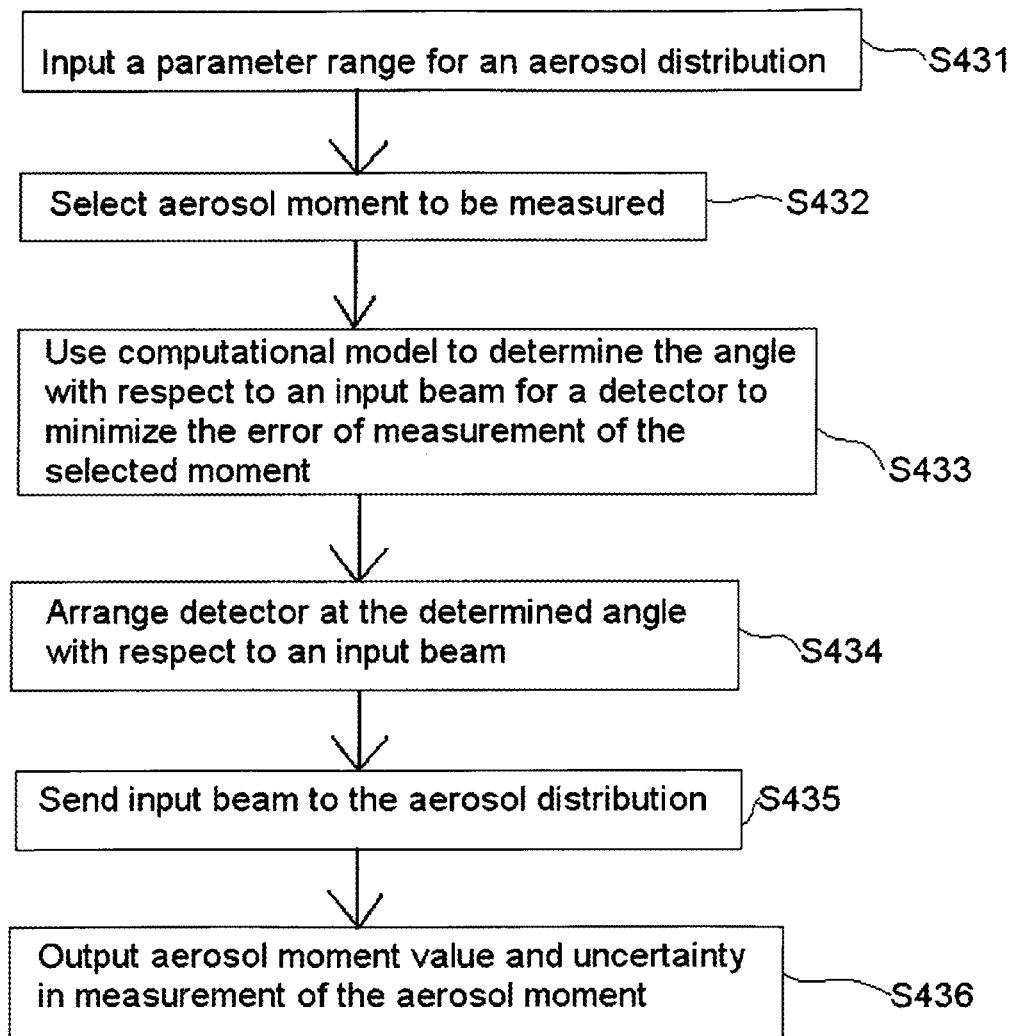 Input a parameter range for an aerosol distribution
S431
Select aerosol moment to be measured
S432
Use computational model to determine the angle
with respect to an input beam for a detector to
minimize the error of measurement of the
selected moment
S433
Arrange detector at the determined angle
with respect to an input beam
S434
Send input beam to the aerosol distribution
S435
Output aerosol moment value and uncertainty
in measurement of the aerosol moment
S436